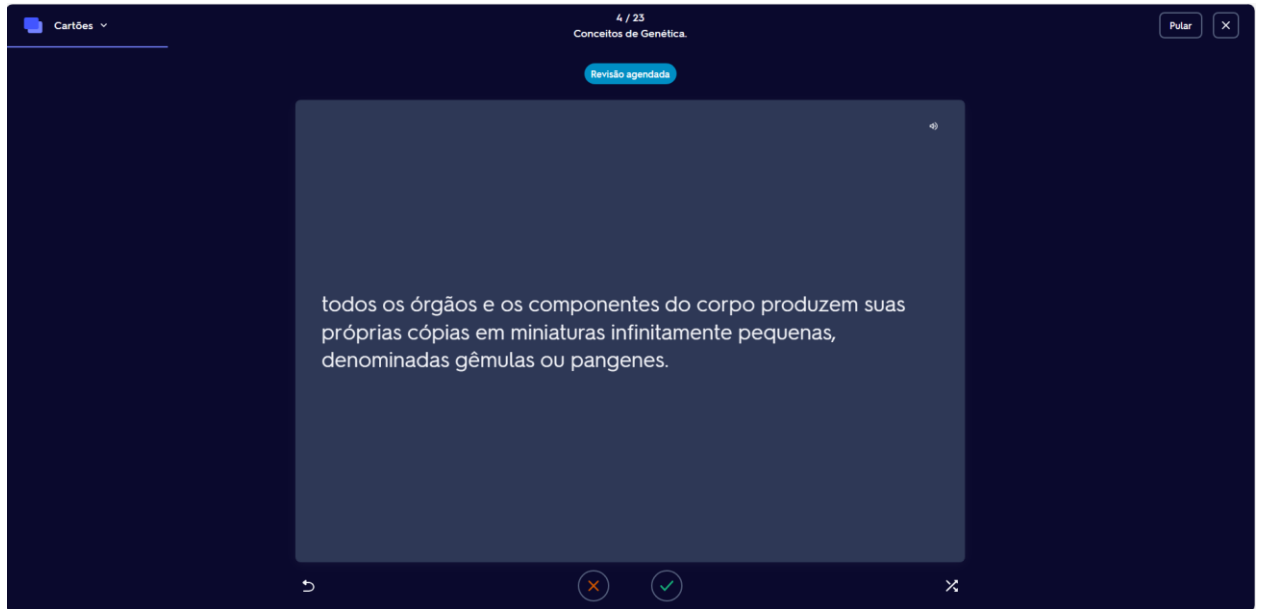 Cartões
4 / 23
Conceitos de Genética.
Pular
Revisão agendada
todos os órgãos e os componentes do corpo produzem suas
próprias cópias em miniaturas infinitamente pequenas,
denominadas gêmulas ou pangenes.